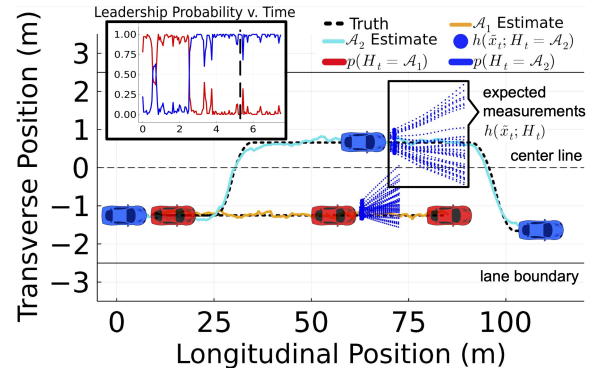 Leadership Probability v. Time
1.00
0.75
0.50
0.25
0.00
0 2 4 6
Truth
𝒜₁ Estimate
𝒜₂ Estimate
h(x̃ₜ; Hₜ = 𝒜₂)
p(Hₜ = 𝒜₁)
p(Hₜ = 𝒜₂)
expected
measurements
h(x̃ₜ; Hₜ)
center line
lane boundary
Transverse Position (m)
3
2
1
0
−1
−2
−3
0 25 50 75 100
Longitudinal Position (m)